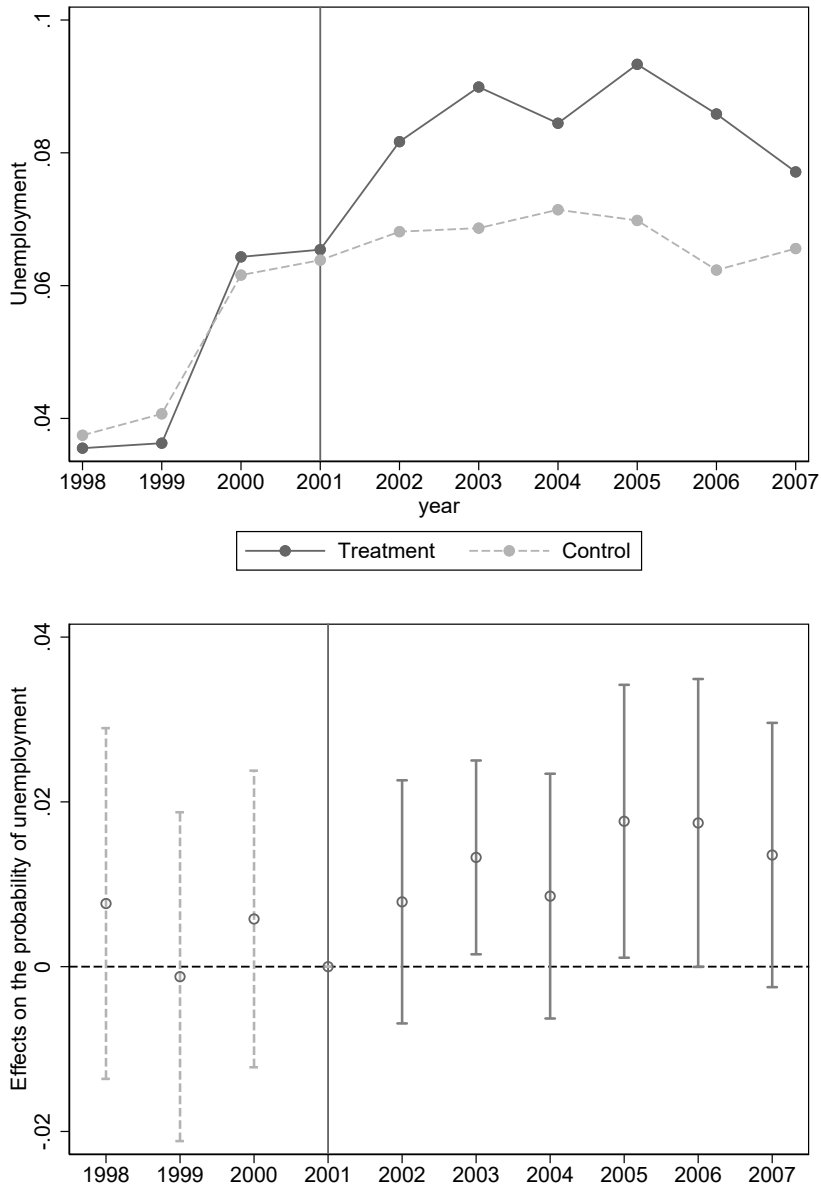 Unemployment
.1
.08
.06
.04
1998 1999 2000 2001 2002 2003 2004 2005 2006 2007
year
Treatment Control
Effects on the probability of unemployment
.04
.02
0
-.02
1998 1999 2000 2001 2002 2003 2004 2005 2006 2007